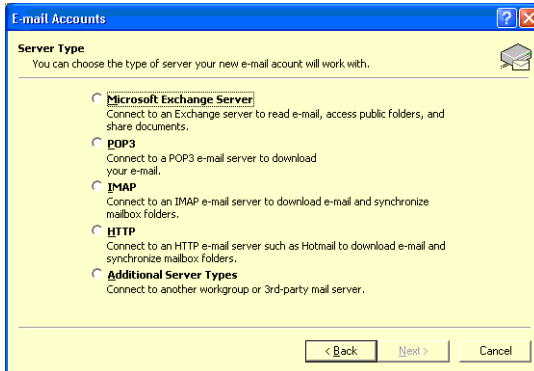 E-mail Accounts
Server Type
You can choose the type of server your new e-mail acount will work with.
Microsoft Exchange Server
Connect to an Exchange server to read e-mail, access public folders, and
share documents.
POP3
Connect to a POP3 e-mail server to download
your e-mail.
IMAP
Connect to an IMAP e-mail server to download e-mail and synchronize
mailbox folders.
HTTP
Connect to an HTTP e-mail server such as Hotmail to download e-mail and
synchronize mailbox folders.
Additional Server Types
Connect to another workgroup or 3rd-party mail server.
< Back Next > Cancel